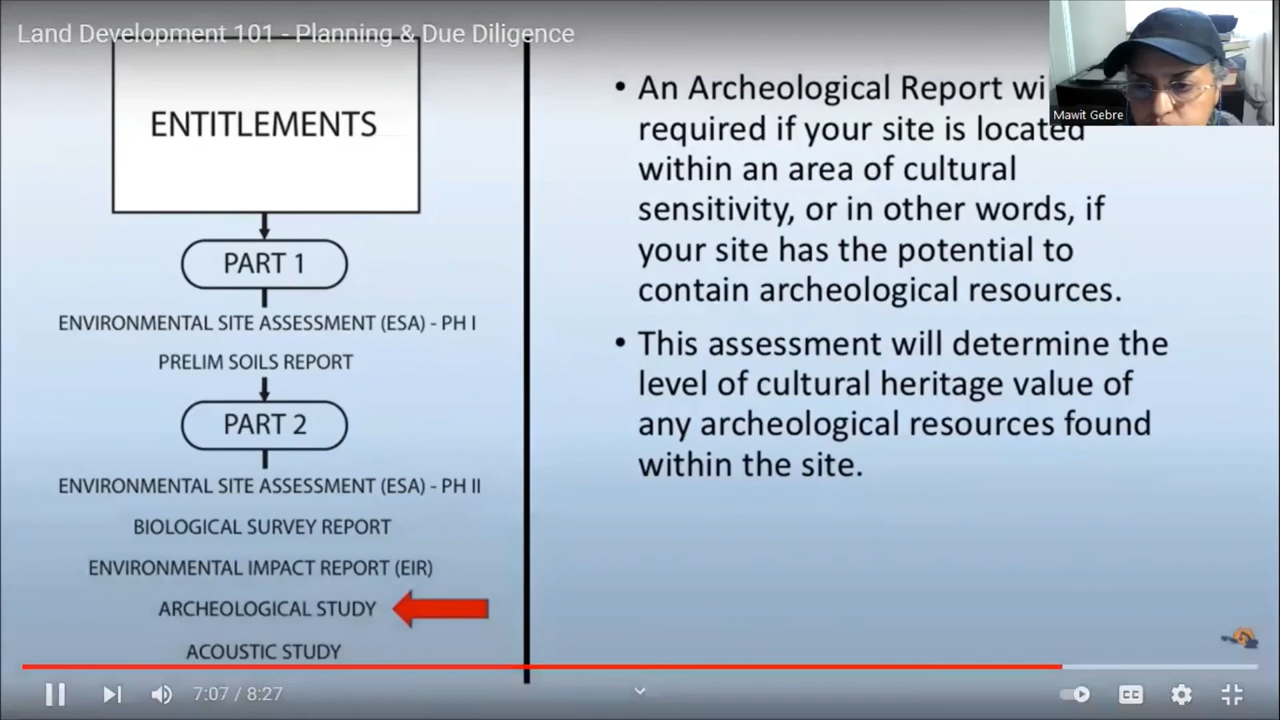 Land Development 101 - Planning & Due Diligence
ENTITLEMENTS
PART 1
ENVIRONMENTAL SITE ASSESSMENT (ESA) - PH I
PRELIM SOILS REPORT
PART 2
ENVIRONMENTAL SITE ASSESSMENT (ESA) - PH II
BIOLOGICAL SURVEY REPORT
ENVIRONMENTAL IMPACT REPORT (EIR)
ARCHEOLOGICAL STUDY
ACOUSTIC STUDY
• An Archeological Report
required if your site is located
within an area of cultural
sensitivity, or in other words, if
your site has the potential to
contain archeological resources.
• This assessment will determine the
level of cultural heritage value of
any archeological resources found
within the site.
Mawit Gebre
7:07 / 8:27
CC